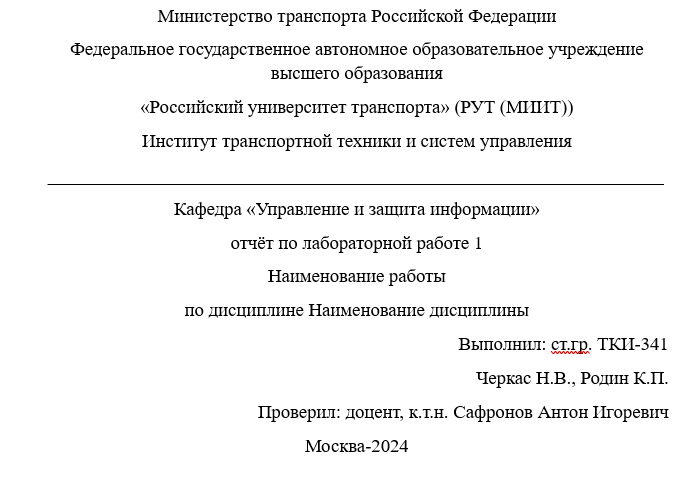 Министерство транспорта Российской Федерации
Федеральное государственное автономное образовательное учреждение
высшего образования
«Российский университет транспорта» (РУТ (МИИТ))
Институт транспортной техники и систем управления
Кафедра «Управление и защита информации»
отчёт по лабораторной работе 1
Наименование работы
по дисциплине Наименование дисциплины
Выполнил: ст.гр. ТКИ-341
Черкас Н.В., Родин К.П.
Проверил: доцент, к.т.н. Сафронов Антон Игоревич
Москва-2024